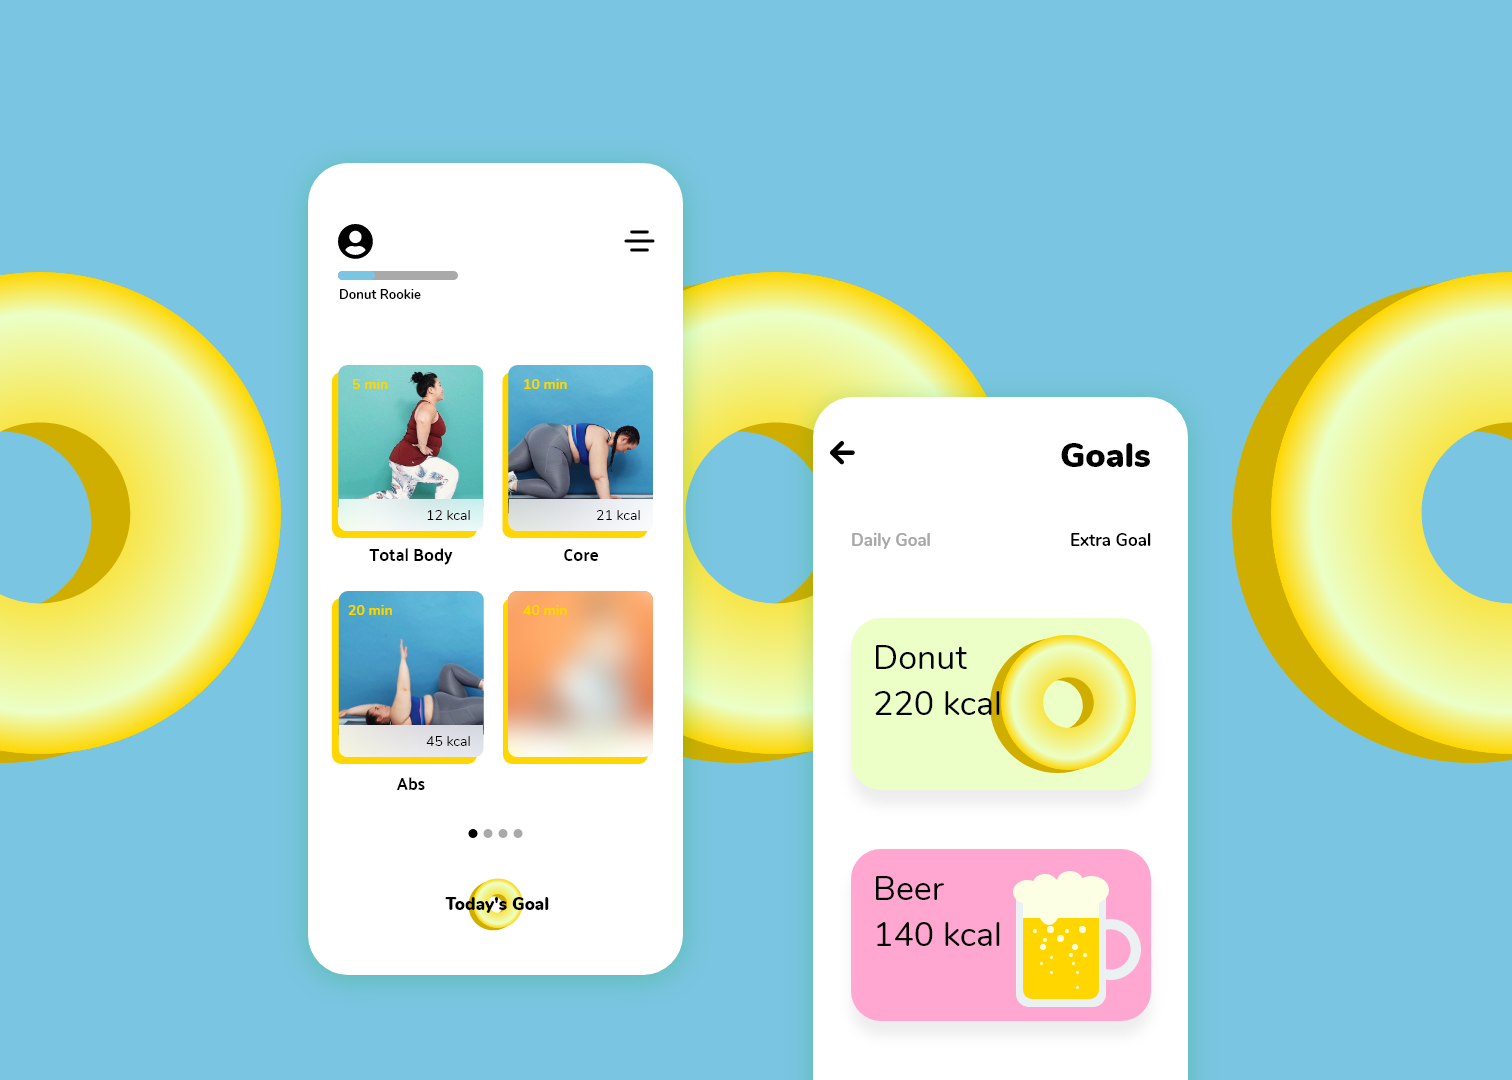 Donut Rookie
5 min
12 kcal
Total Body
10 min
21 kcal
Core
20 min
45 kcal
Abs
40 min
Today's Goal
Goals
Daily Goal
Extra Goal
Donut
220 kcal
Beer
140 kcal